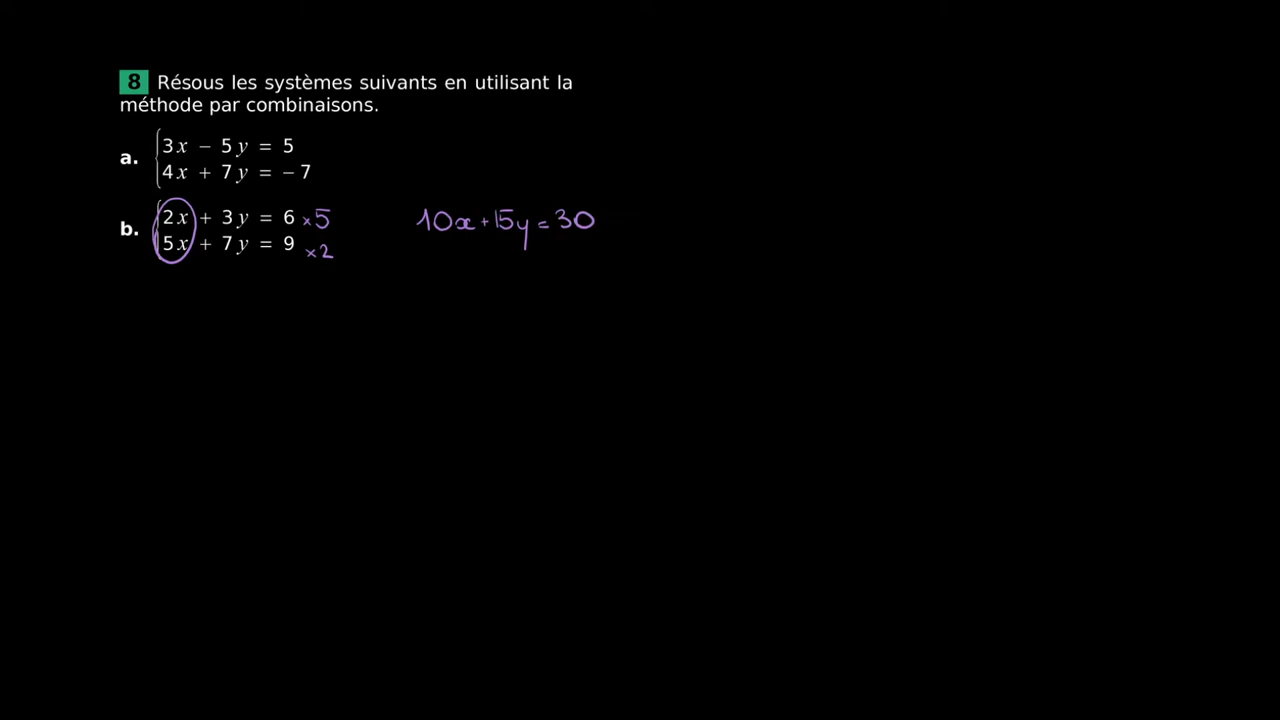 8 Résous les systèmes suivants en utilisant la
méthode par combinaisons.
a.
3x − 5y = 5
4x + 7y = −7
b.
2x + 3y = 6 ×5 10x+15y=30
5x + 7y = 9 ×2